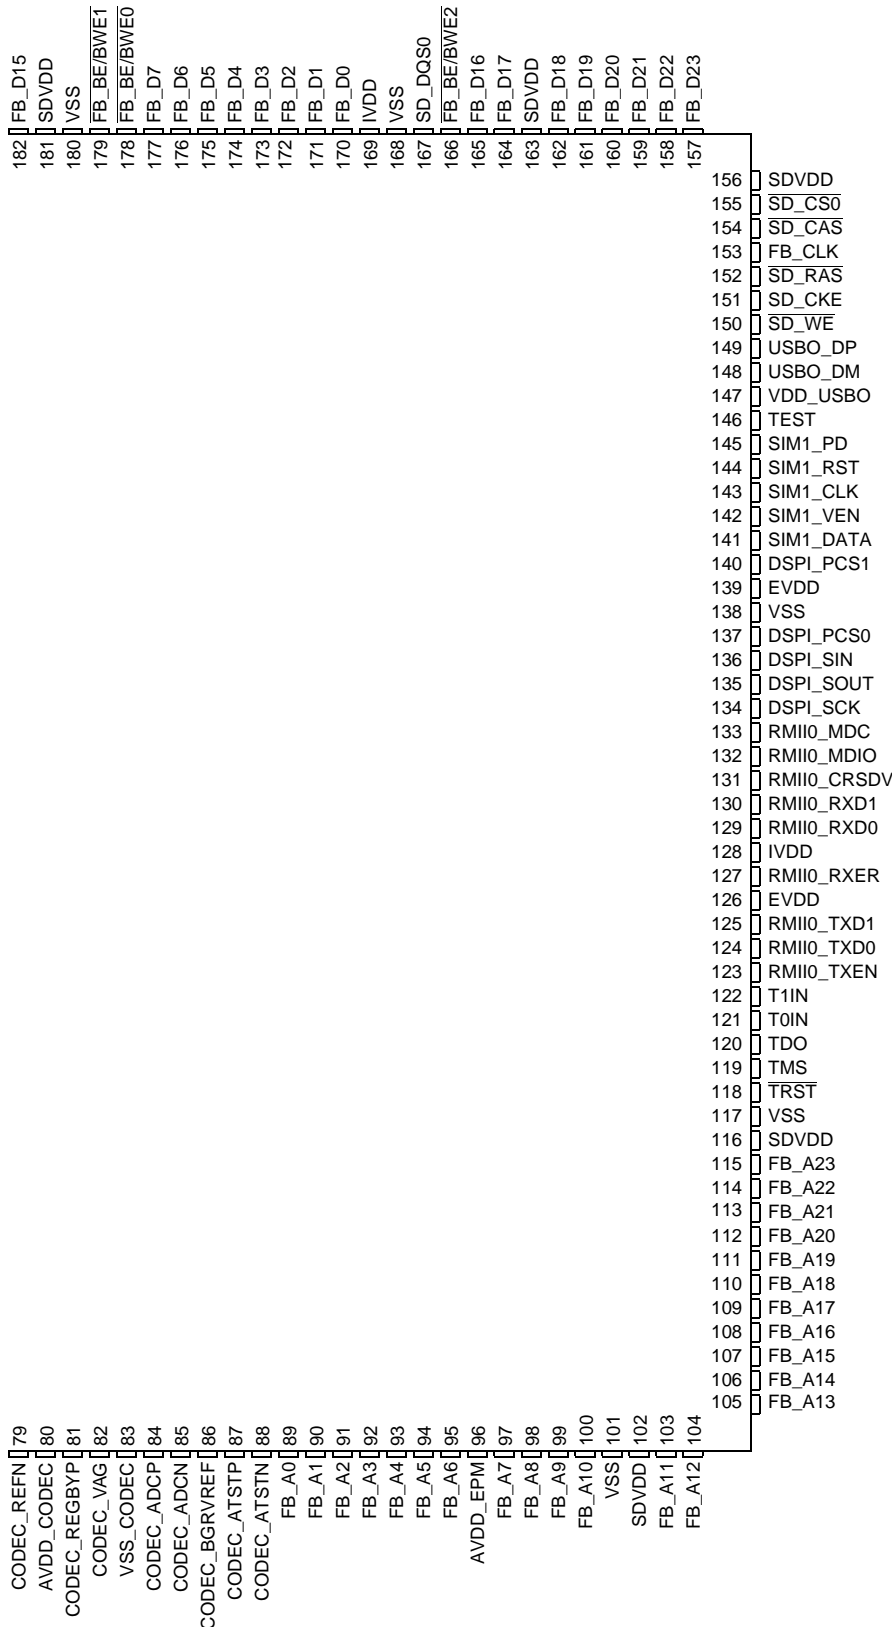 FB_D15
SDVDD
VSS
FB_BE/BWE1
FB_BE/BWE0
FB_D7
FB_D6
FB_D5
FB_D4
FB_D3
FB_D2
FB_D1
FB_D0
IVDD
VSS
SD_DQS0
FB_BE/BWE2
FB_D16
FB_D17
SDVDD
FB_D18
FB_D19
FB_D20
FB_D21
FB_D22
FB_D23
182
181
180
179
178
177
176
175
174
173
172
171
170
169
168
167
166
165
164
163
162
161
160
159
158
157
156 SDVDD
155 SD_CS0
154 SD_CAS
153 FB_CLK
152 SD_RAS
151 SD_CKE
150 SD_WE
149 USBO_DP
148 USBO_DM
147 VDD_USBO
146 TEST
145 SIM1_PD
144 SIM1_RST
143 SIM1_CLK
142 SIM1_VEN
141 SIM1_DATA
140 DSPI_PCS1
139 EVDD
138 VSS
137 DSPI_PCS0
136 DSPI_SIN
135 DSPI_SOUT
134 DSPI_SCK
133 RMII0_MDC
132 RMII0_MDIO
131 RMII0_CRSDV
130 RMII0_RXD1
129 RMII0_RXD0
128 IVDD
127 RMII0_RXER
126 EVDD
125 RMII0_TXD1
124 RMII0_TXD0
123 RMII0_TXEN
122 T1IN
121 T0IN
120 TDO
119 TMS
118 TRST
117 VSS
116 SDVDD
115 FB_A23
114 FB_A22
113 FB_A21
112 FB_A20
111 FB_A19
110 FB_A18
109 FB_A17
108 FB_A16
107 FB_A15
106 FB_A14
105 FB_A13
79
80
81
82
83
84
85
86
87
88
89
90
91
92
93
94
95
96
97
98
99
100
101
102
103
104
CODEC_REFN
AVDD_CODEC
CODEC_REGBYP
CODEC_VAG
VSS_CODEC
CODEC_ADCP
CODEC_ADCN
CODEC_BGRVREF
CODEC_ATSTP
CODEC_ATSTN
FB_A0
FB_A1
FB_A2
FB_A3
FB_A4
FB_A5
FB_A6
AVDD_EPM
FB_A7
FB_A8
FB_A9
FB_A10
VSS
SDVDD
FB_A11
FB_A12